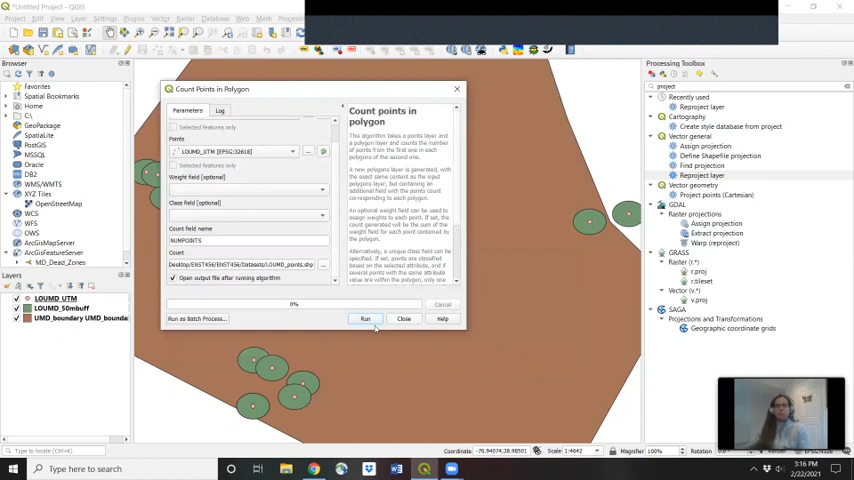 *Untitled Project — QGIS
Project Edit View Layer Settings Plugins Vector Raster Database Web Mesh Processing
Browser
Favorites
Spatial Bookmarks
Home
C:\
GeoPackage
SpatiaLite
PostGIS
MSSQL
Oracle
DB2
WMS/WMTS
XYZ Tiles
OpenStreetMap
WCS
WFS
OWS
ArcGisMapServer
ArcGisFeatureServer
MD_Dead_Zones
Layers
LOUMD_UTM
LOUMD_50mbuff
UMD_boundary UMD_bounda
Type to locate (Ctrl+K)
Count Points in Polygon
Parameters
Log
Selected features only
Points
LOUMD_UTM [EPSG:32618]
...
Selected features only
Weight field [optional]
Class field [optional]
Count field name
NUMPOINTS
Count
Desktop/ENST456/ENST456/Datasets/LOUMD_points.shp
...
Open output file after running algorithm
0%
Cancel
Run as Batch Process...
Run
Close
Help
Count points in
polygon
This algorithm takes a points layer and
a polygon layer and counts the number
of points from the first one in each
polygons of the second one.
A new polygons layer is generated, with
the exact same content as the input
polygons layer, but containing an
additional field with the points count
corresponding to each polygon.
An optional weight field can be used to
assign weights to each point. If set, the
count generated will be the sum of the
weight field for each point contained by
the polygon.
Alternatively, a unique class field can be
specified. If set, points are classified
based on the selected attribute, and if
several points with the same attribute
value are within the polygon, only one
Processing Toolbox
project
Recently used
Reproject layer
Cartography
Create style database from project
Vector general
Assign projection
Define Shapefile projection
Find projection
Reproject layer
Vector geometry
Project points (Cartesian)
GDAL
Raster projections
Assign projection
Extract projection
Warp (reproject)
GRASS
Raster (r.*)
r.proj
r.tileset
Vector (v.*)
v.proj
SAGA
Projection and Transformations
Geographic coordinate grids
Coordinate -76.94074,38.98501
Scale 1:4642
Magnifier 100%
Rotation
Type here to search
3:16 PM
2/22/2021